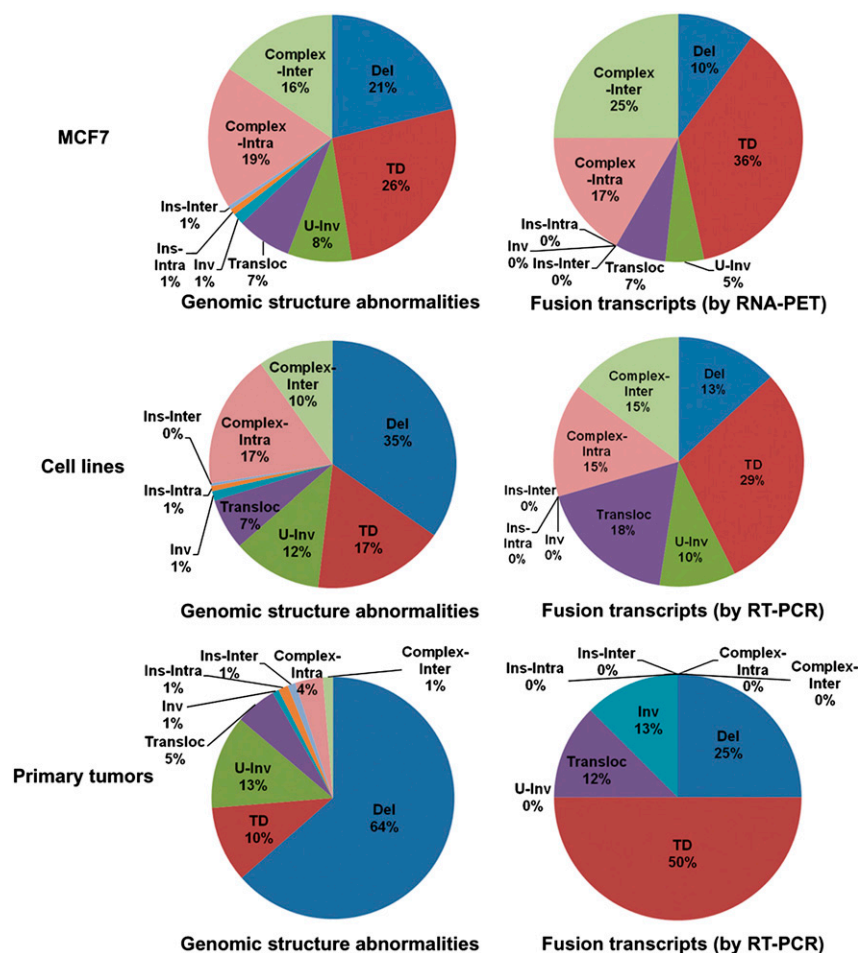 Complex
-Inter
16%
Del
21%
Complex
-Intra
19%
TD
26%
Ins-Inter
1%
Ins-
Intra
1%
Inv
1%
Transloc
7%
U-Inv
8%
MCF7
Genomic structure abnormalities
Complex
-Inter
25%
Del
10%
TD
36%
Complex
-Intra
17%
Ins-Intra
0%
Inv
0%
Ins-Inter
0%
Transloc
7%
U-Inv
5%
Fusion transcripts (by RNA-PET)
Complex-
Inter
10%
Del
35%
Ins-Inter
0%
Complex-
Intra
17%
Cell lines
Ins-Intra
1%
Transloc
7%
Inv
1%
U-Inv
12%
TD
17%
Genomic structure abnormalities
Complex-
Inter
15%
Del
13%
Complex-
Intra
15%
TD
29%
Ins-Inter
0%
Ins-
Intra
0%
Inv
0%
Transloc
18%
U-Inv
10%
Fusion transcripts (by RT-PCR)
Ins-Inter
1%
Complex-
Intra
4%
Complex-
Inter
1%
Ins-Intra
1%
Inv
1%
Transloc
5%
U-Inv
13%
Primary tumors
TD
10%
Del
64%
Genomic structure abnormalities
Ins-Inter
0%
Complex-
Intra
0%
Complex-
Inter
0%
Ins-Intra
0%
Inv
13%
Del
25%
Transloc
12%
U-Inv
0%
TD
50%
Fusion transcripts (by RT-PCR)